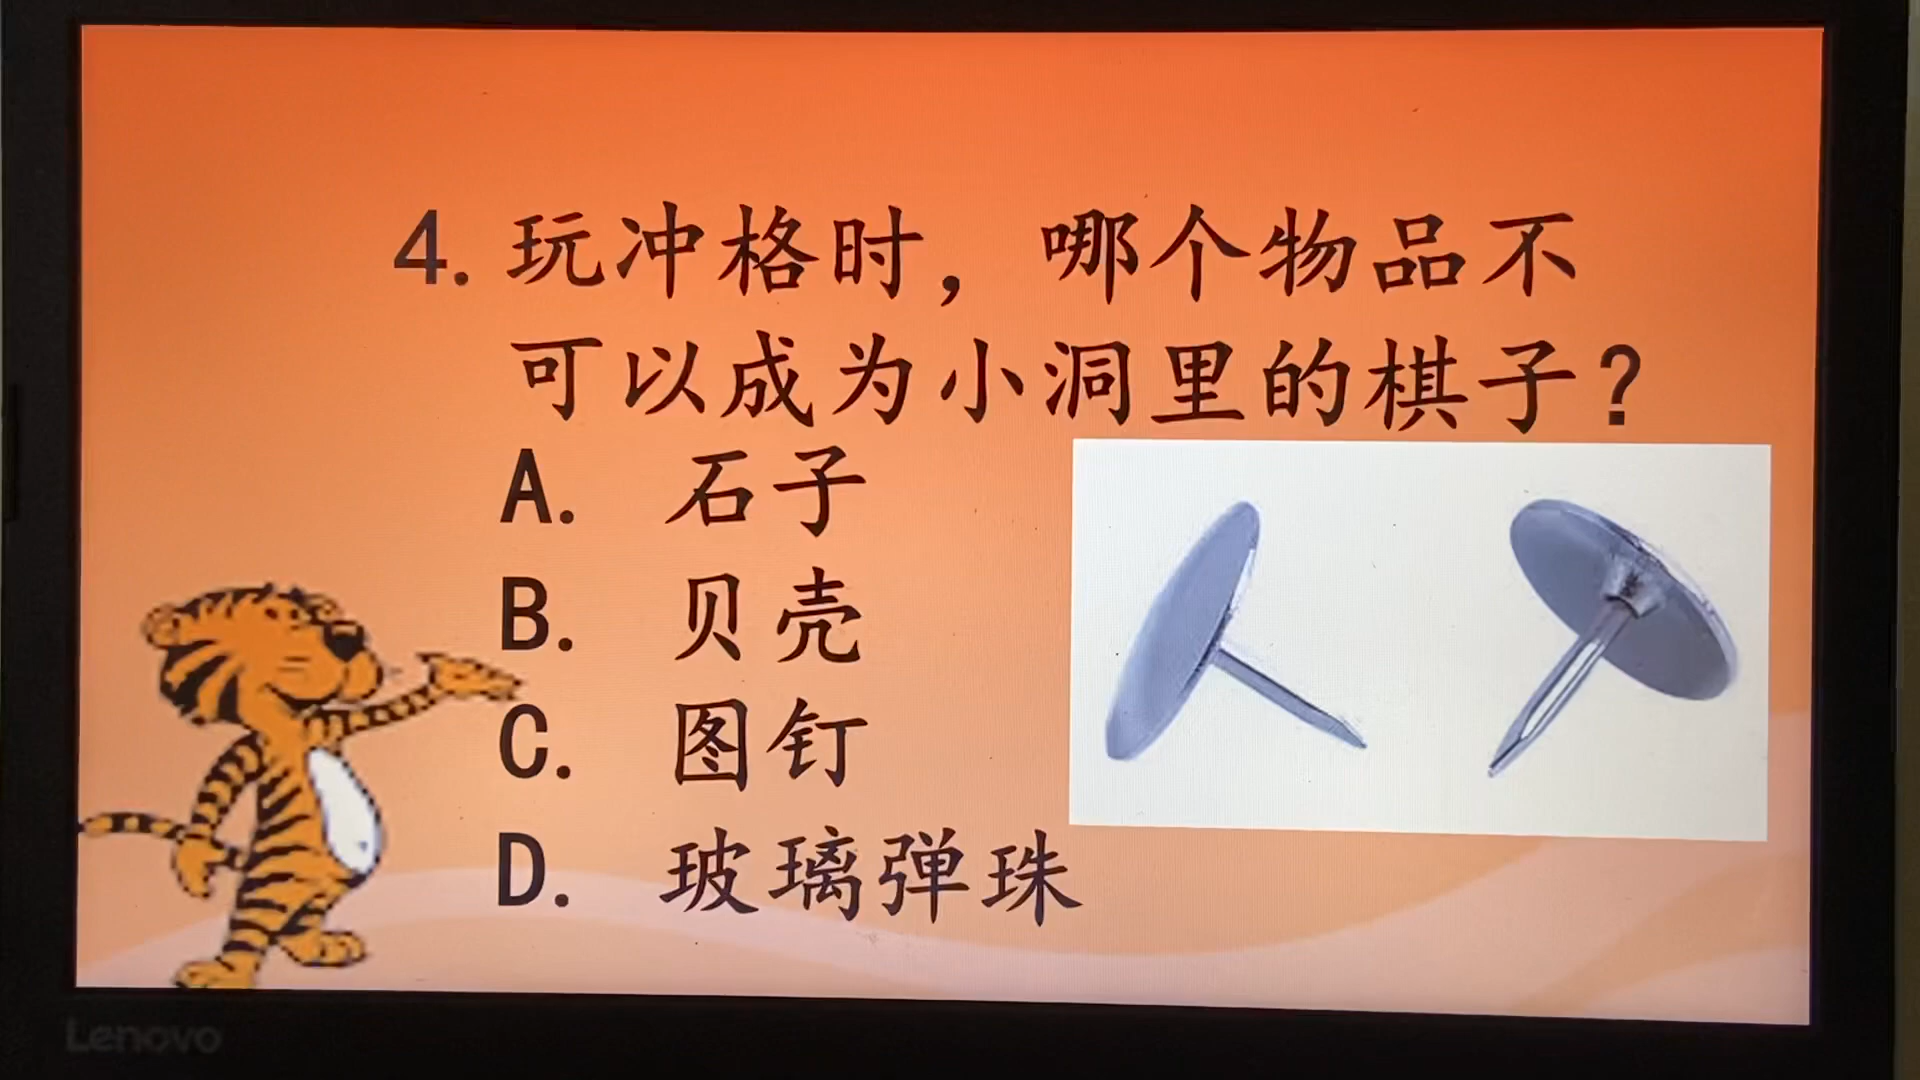 4. 玩冲格时，哪个物品不
可以成为小洞里的棋子？
A. 石子
B. 贝壳
C. 图钉
D. 玻璃弹珠
Lenovo